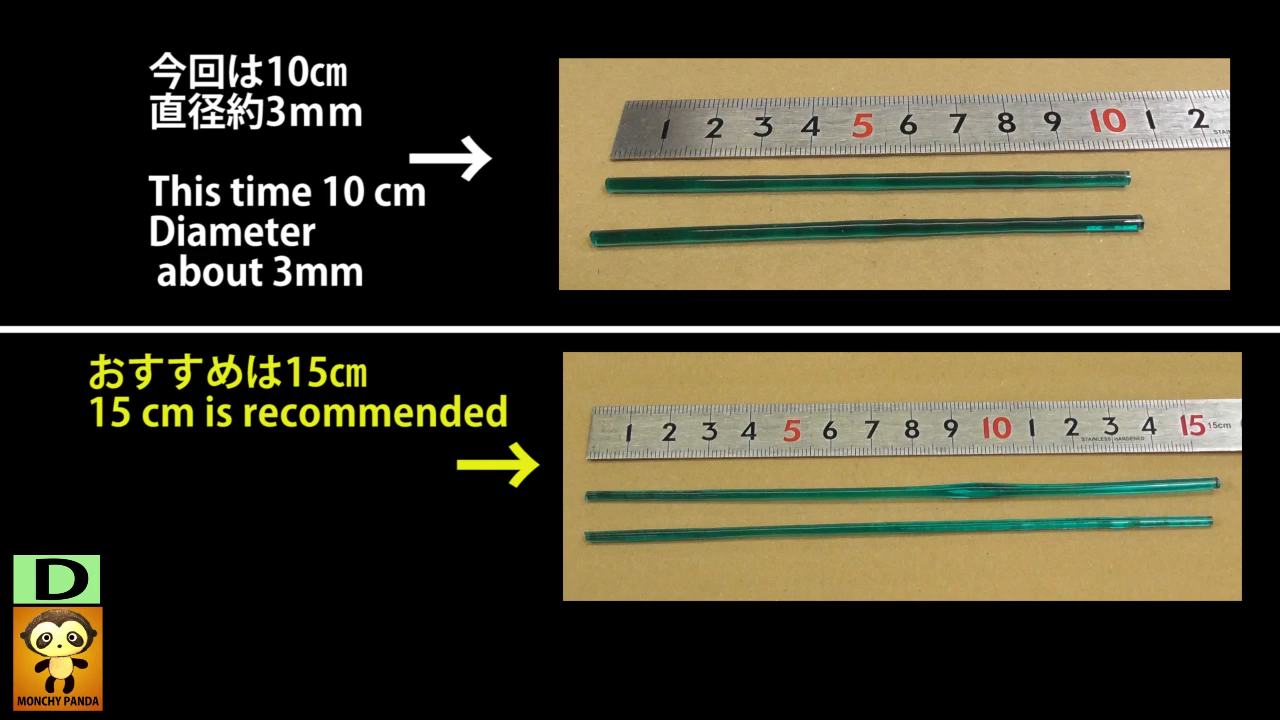 今回は10㎝
直径約3ｍｍ
This time 10 cm
Diameter
about 3mm
1 2 3 4 5 6 7 8 9 10 1 2
おすすめは15㎝
15 cm is recommended
1 2 3 4 5 6 7 8 9 10 1 2 3 4 15 15cm
STAINLESS HARDENED
D
MONCHY PANDA